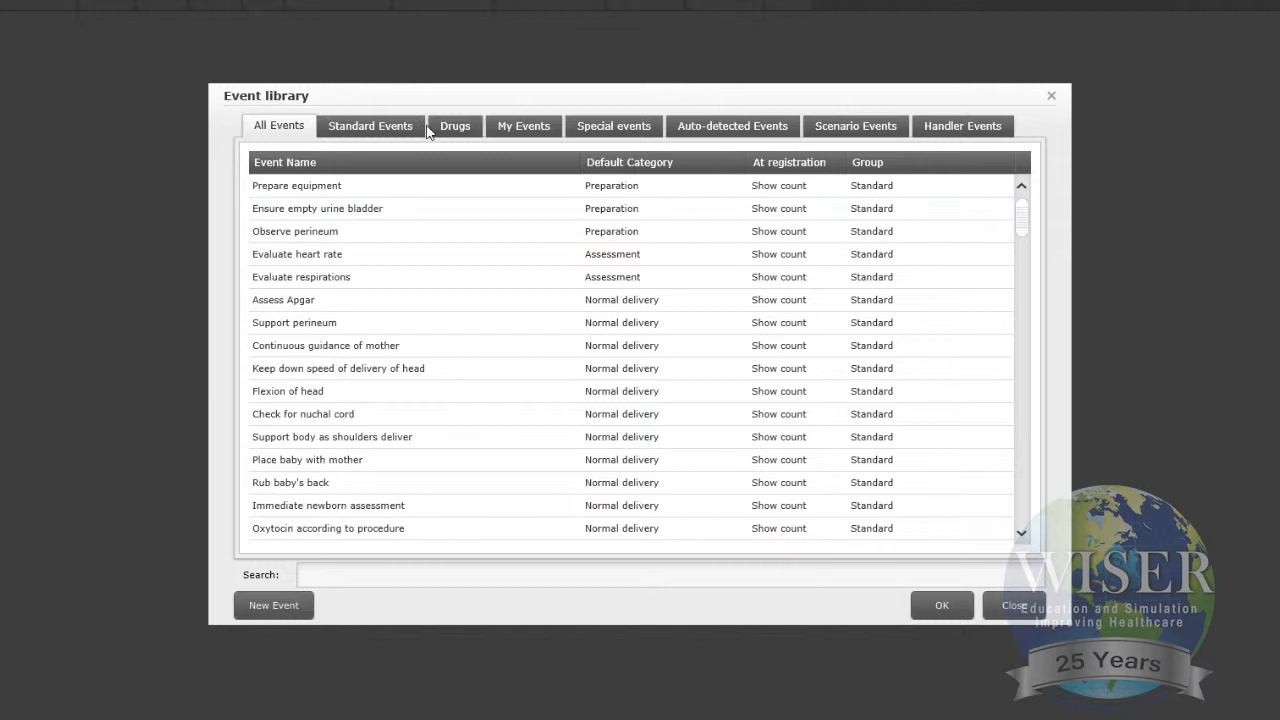 Event library
All Events Standard Events Drugs My Events Special events Auto-detected Events Scenario Events Handler Events
Event Name Default Category At registration Group
Prepare equipment Preparation Show count Standard
Ensure empty urine bladder Preparation Show count Standard
Observe perineum Preparation Show count Standard
Evaluate heart rate Assessment Show count Standard
Evaluate respirations Assessment Show count Standard
Assess Apgar Normal delivery Show count Standard
Support perineum Normal delivery Show count Standard
Continuous guidance of mother Normal delivery Show count Standard
Keep down speed of delivery of head Normal delivery Show count Standard
Flexion of head Normal delivery Show count Standard
Check for nuchal cord Normal delivery Show count Standard
Support body as shoulders deliver Normal delivery Show count Standard
Place baby with mother Normal delivery Show count Standard
Rub baby's back Normal delivery Show count Standard
Immediate newborn assessment Normal delivery Show count Standard
Oxytocin according to procedure Normal delivery Show count Standard
Search:
New Event OK Close
WISER
Education and Simulation
Improving Healthcare
25 Years